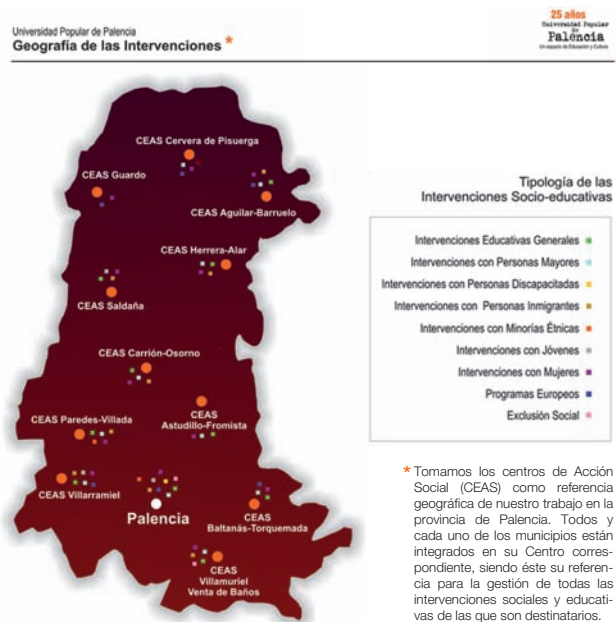 Universidad Popular de Palencia
Geografía de las Intervenciones *
25 años
Universidad Popular
de
Palencia
Un espacio de Educación y Cultura
CEAS Cervera de Pisuerga
CEAS Guardo
CEAS Aguilar-Barruelo
CEAS Herrera-Alar
CEAS Saldaña
CEAS Carrión-Osorno
CEAS Paredes-Villada
CEAS
Astudillo-Fromista
CEAS Villarramiel
Palencia
CEAS
Baltanás-Torquemada
CEAS
Villamuriel
Venta de Baños
Tipología de las
Intervenciones Socio-educativas
Intervenciones Educativas Generales
Intervenciones con Personas Mayores
Intervenciones con Personas Discapacitadas
Intervenciones con Personas Inmigrantes
Intervenciones con Minorías Étnicas
Intervenciones con Jóvenes
Intervenciones con Mujeres
Programas Europeos
Exclusión Social
* Tomamos los centros de Acción
Social (CEAS) como referencia
geográfica de nuestro trabajo en la
provincia de Palencia. Todos y
cada uno de los municipios están
integrados en su Centro corres-
pondiente, siendo éste su referen-
cia para la gestión de todas las
intervenciones sociales y educati-
vas de las que son destinatarios.